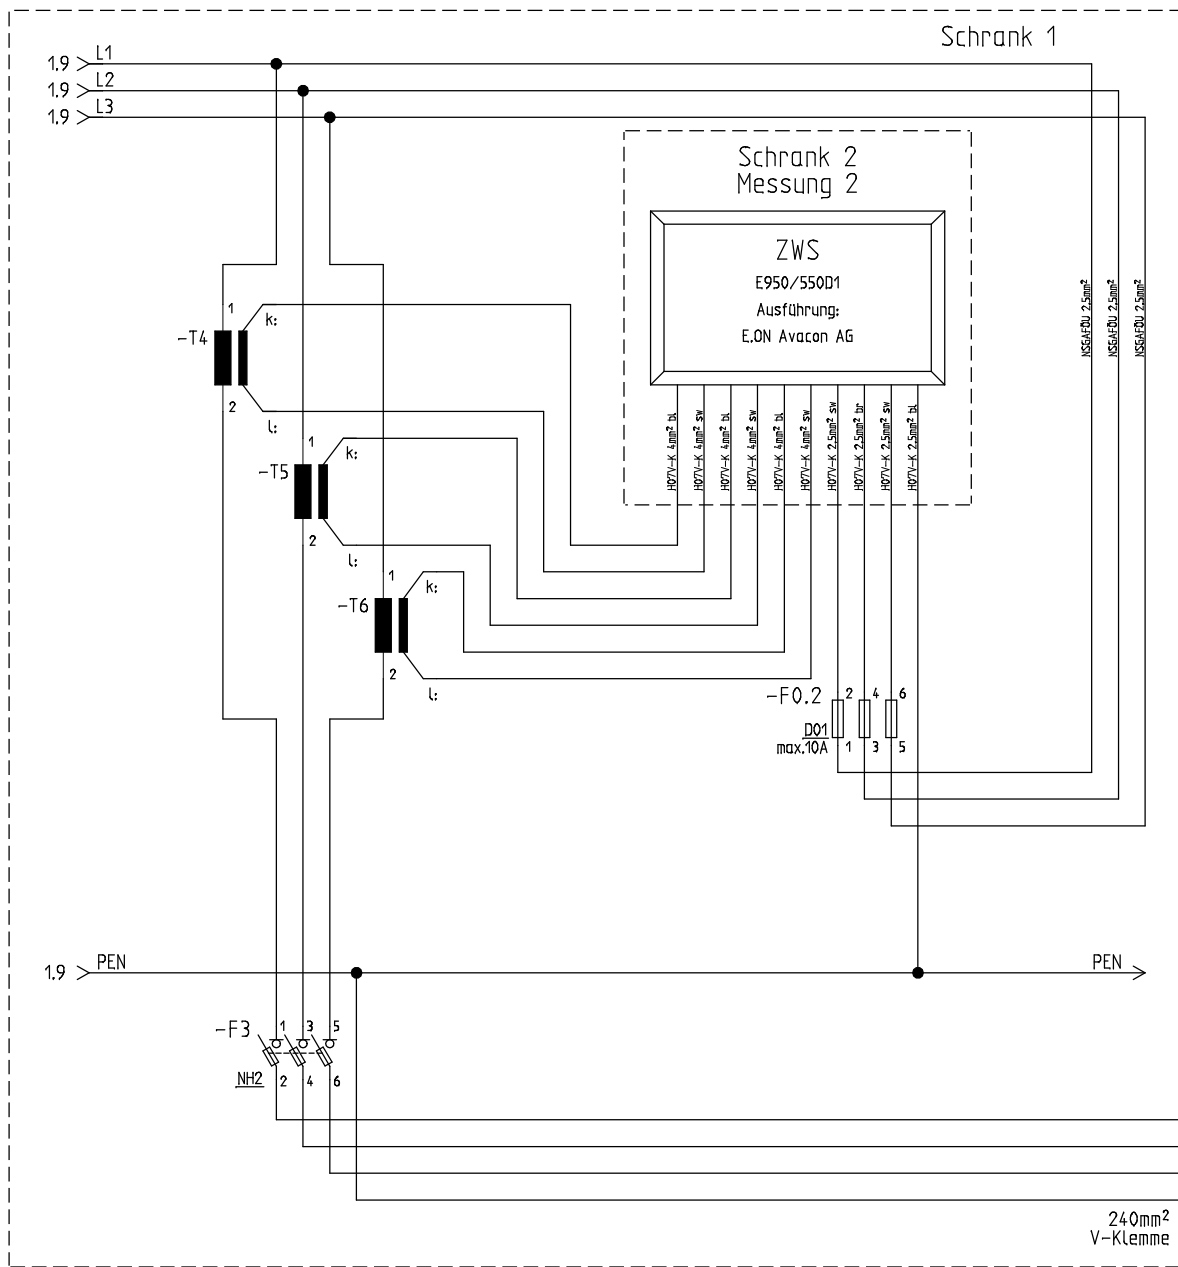 Schrank 1
1.9 L1
1.9 L2
1.9 L3
Schrank 2
Messung 2
ZWS
E950/550D1
Ausführung:
E.ON Avacon AG
NSGAFÖU 2,5mm²
NSGAFÖU 2,5mm²
NSGAFÖU 2,5mm²
1
k:
-T4
2
l:
H07V-K 4mm² bl
H07V-K 4mm² sw
H07V-K 4mm² bl
H07V-K 4mm² sw
H07V-K 4mm² bl
H07V-K 4mm² sw
H07V-K 2,5mm² sw
H07V-K 2,5mm² br
H07V-K 2,5mm² sw
H07V-K 2,5mm² bl
1
k:
-T5
2
l:
1
k:
-T6
2
l:
-F0.2 2 4 6
D01
max.10A 1 3 5
1.9 PEN PEN
-F3 1 3 5
NH2 2 4 6
240mm²
V-Klemme